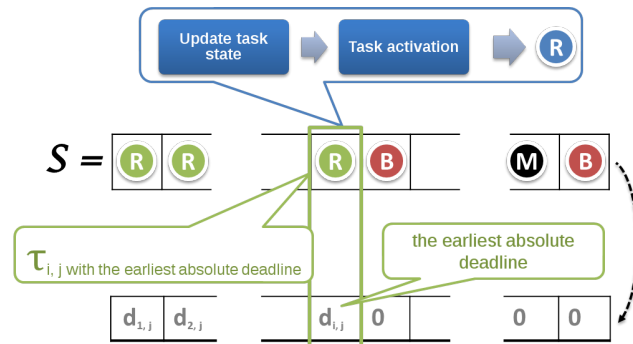 Update task state
Task activation
R
S = R R R B M B
τi, j with the earliest absolute deadline
the earliest absolute
deadline
d1, j d2, j di,j 0 0 0